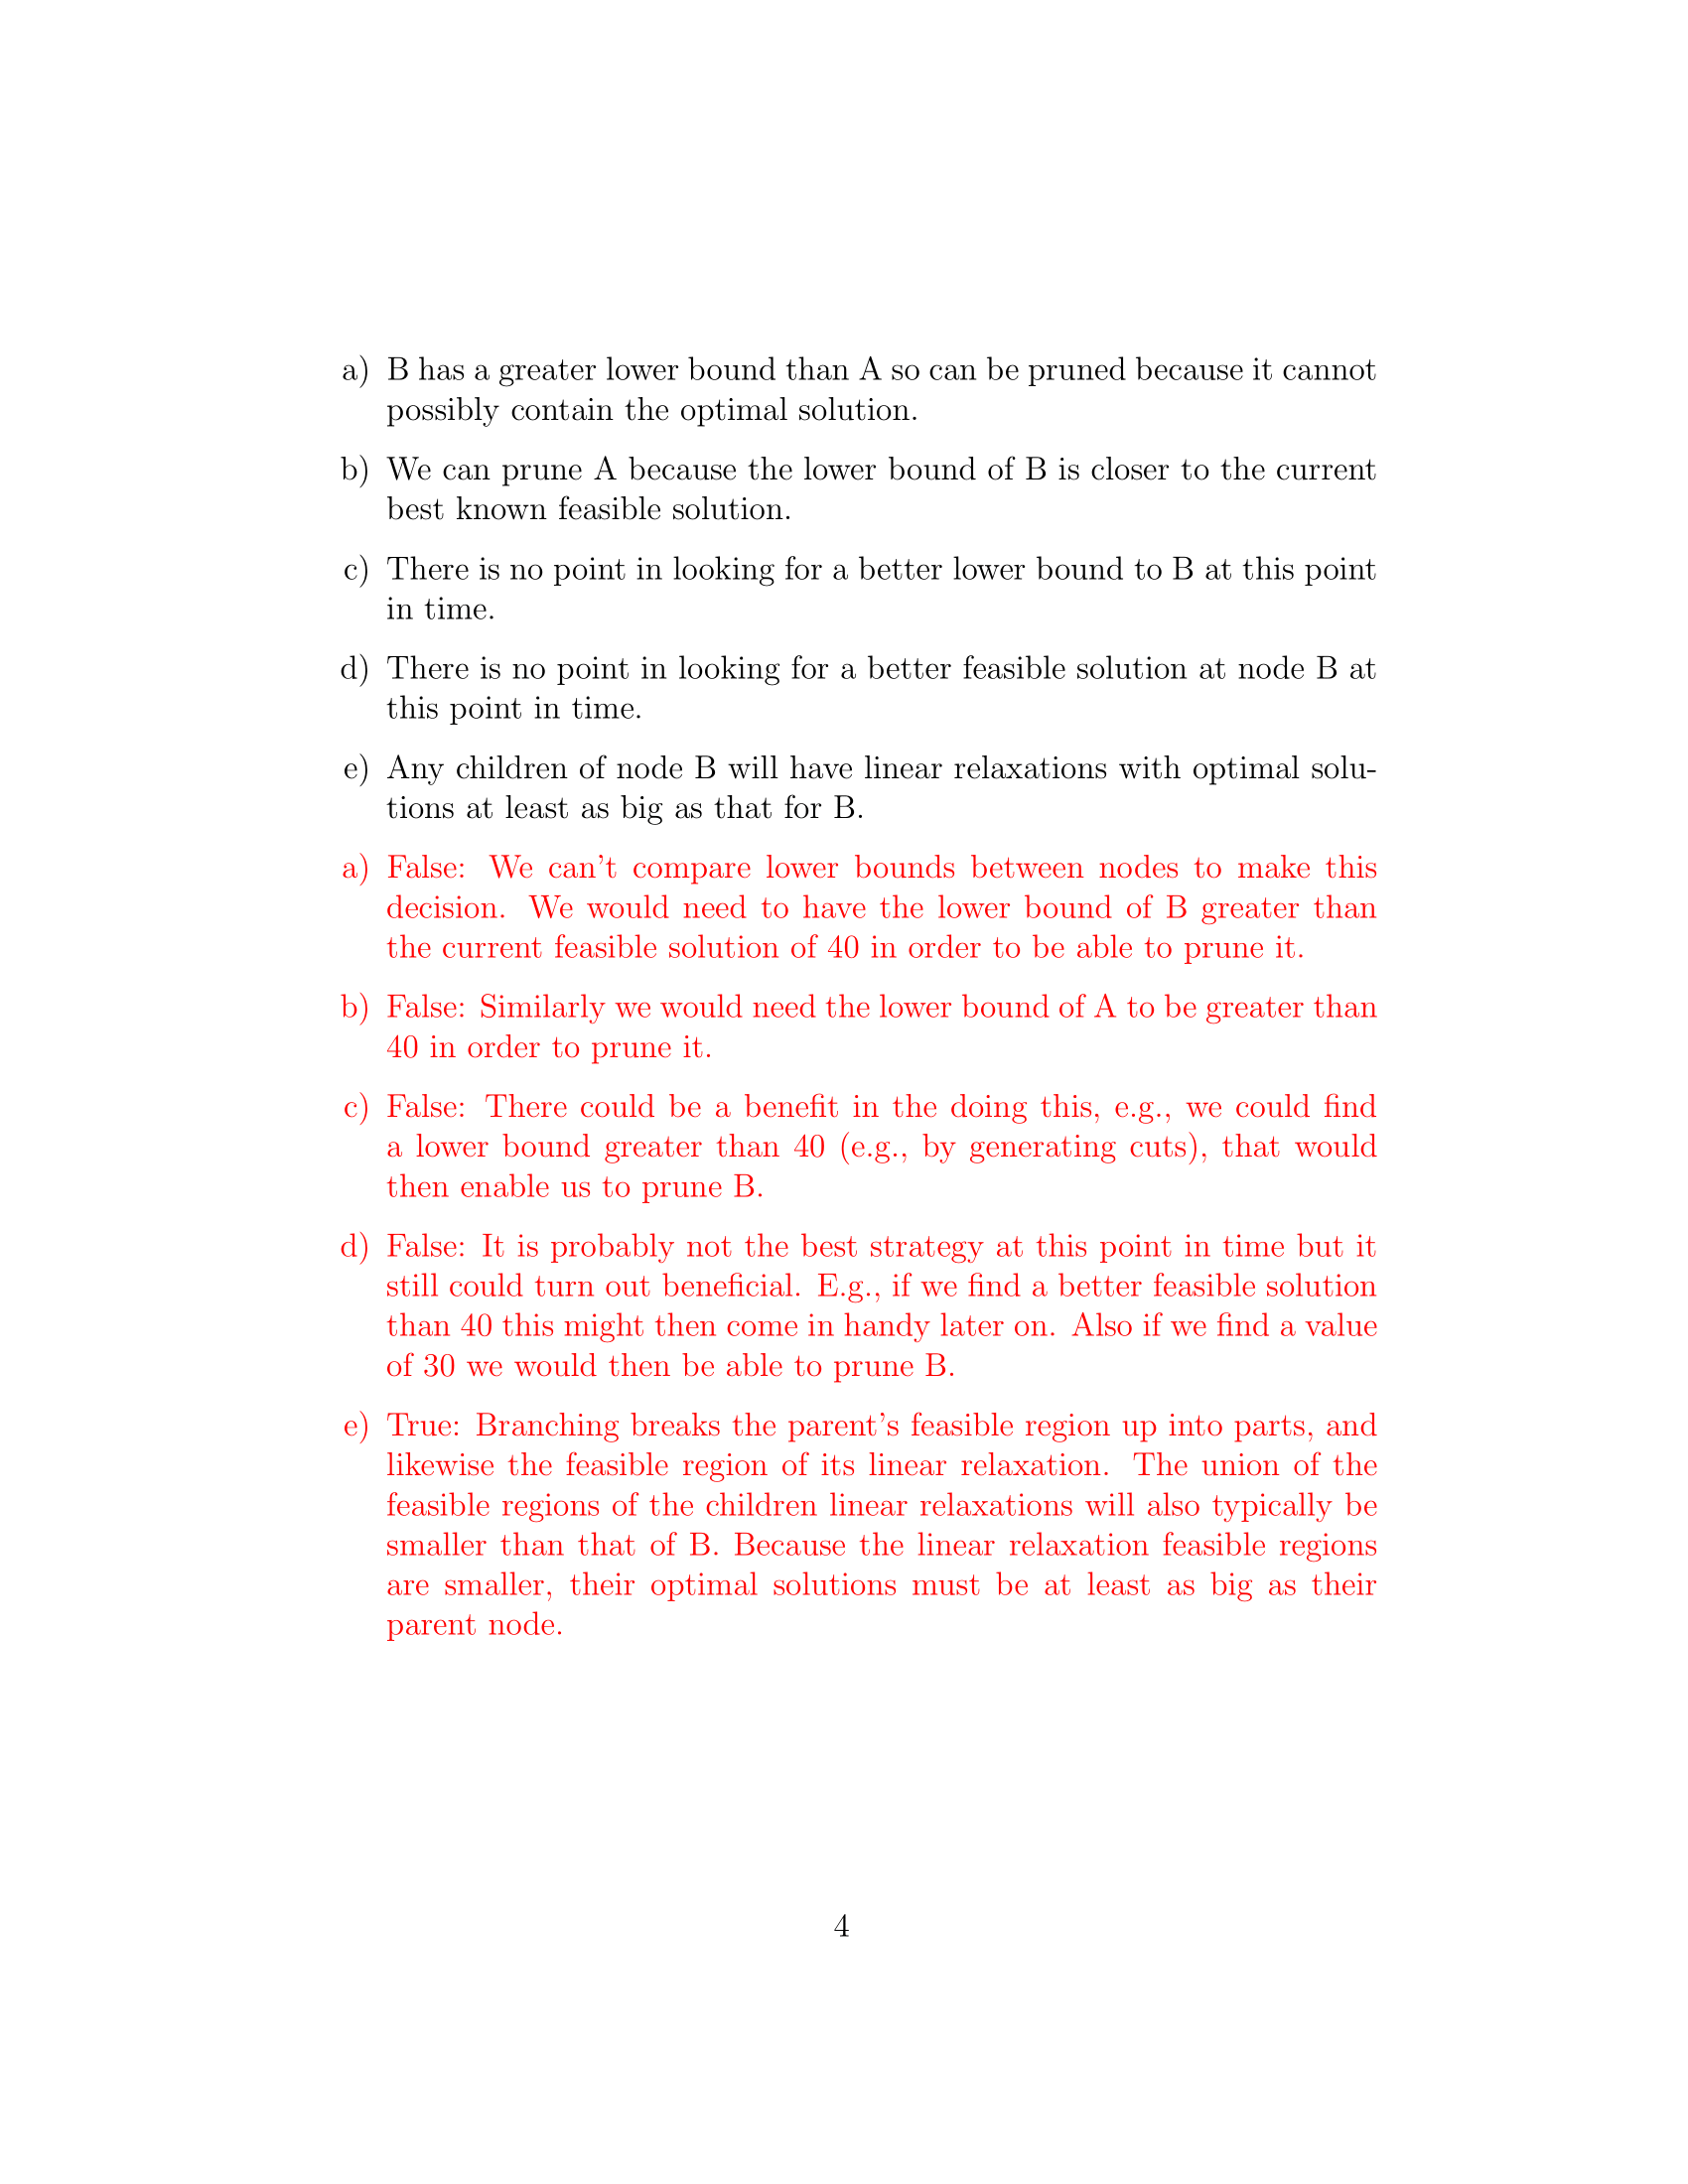 a) B has a greater lower bound than A so can be pruned because it cannot
possibly contain the optimal solution.
b) We can prune A because the lower bound of B is closer to the current
best known feasible solution.
c) There is no point in looking for a better lower bound to B at this point
in time.
d) There is no point in looking for a better feasible solution at node B at
this point in time.
e) Any children of node B will have linear relaxations with optimal solu-
tions at least as big as that for B.
a) False: We can't compare lower bounds between nodes to make this
decision. We would need to have the lower bound of B greater than
the current feasible solution of 40 in order to be able to prune it.
b) False: Similarly we would need the lower bound of A to be greater than
40 in order to prune it.
c) False: There could be a benefit in the doing this, e.g., we could find
a lower bound greater than 40 (e.g., by generating cuts), that would
then enable us to prune B.
d) False: It is probably not the best strategy at this point in time but it
still could turn out beneficial. E.g., if we find a better feasible solution
than 40 this might then come in handy later on. Also if we find a value
of 30 we would then be able to prune B.
e) True: Branching breaks the parent's feasible region up into parts, and
likewise the feasible region of its linear relaxation. The union of the
feasible regions of the children linear relaxations will also typically be
smaller than that of B. Because the linear relaxation feasible regions
are smaller, their optimal solutions must be at least as big as their
parent node.
4